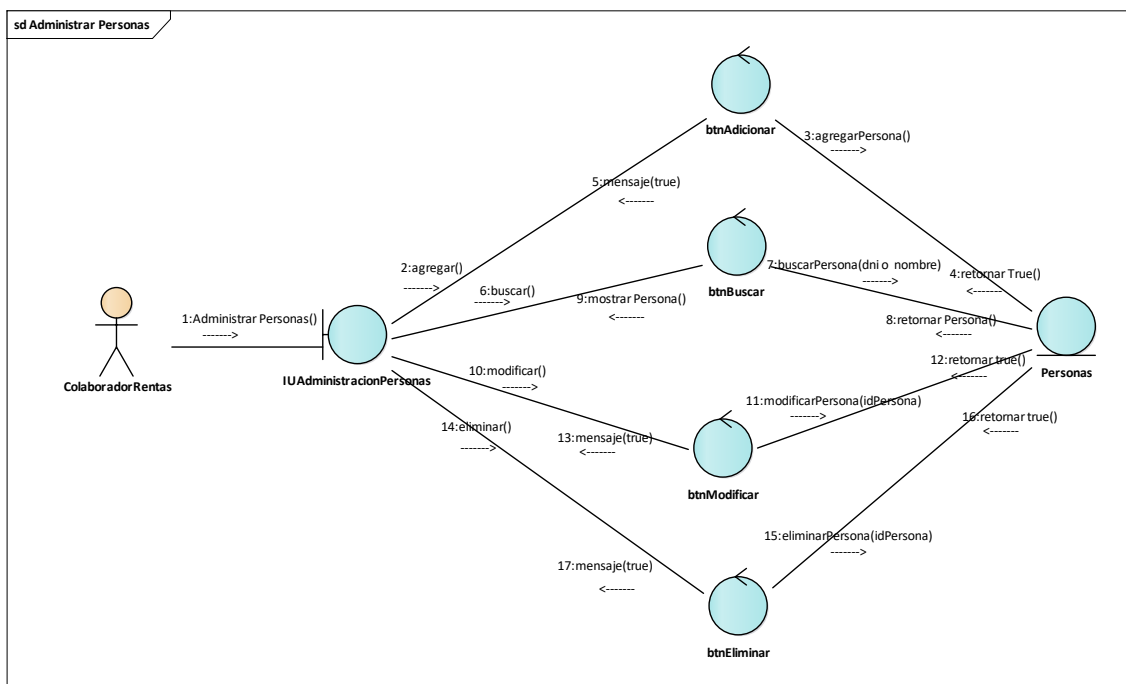 sd Administrar Personas
btnAdicionar
3:agregarPersona()
------->
5:mensaje(true)
<-------
2:agregar()
------->
6:buscar()
------->
9:mostrar Persona()
<-------
btnBuscar
7:buscarPersona(dni o nombre)
------->
4:retornar True()
<-------
1:Administrar Personas()
------->
8:retornar Persona()
<-------
ColaboradorRentas
IUAdministracionPersonas
Personas
12:retornar true()
<-------
10:modificar()
------->
11:modificarPersona(idPersona)
------->
14:eliminar()
------->
13:mensaje(true)
<-------
16:retornar true()
<-------
btnModificar
15:eliminarPersona(idPersona)
------->
17:mensaje(true)
<-------
btnEliminar